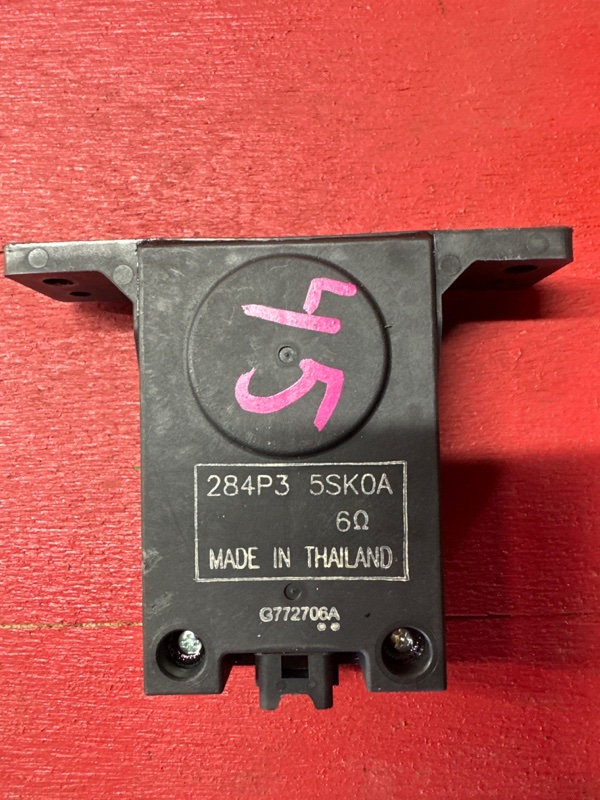 45
284P3 5SK0A
6Ω
MADE IN THAILAND
G772706A